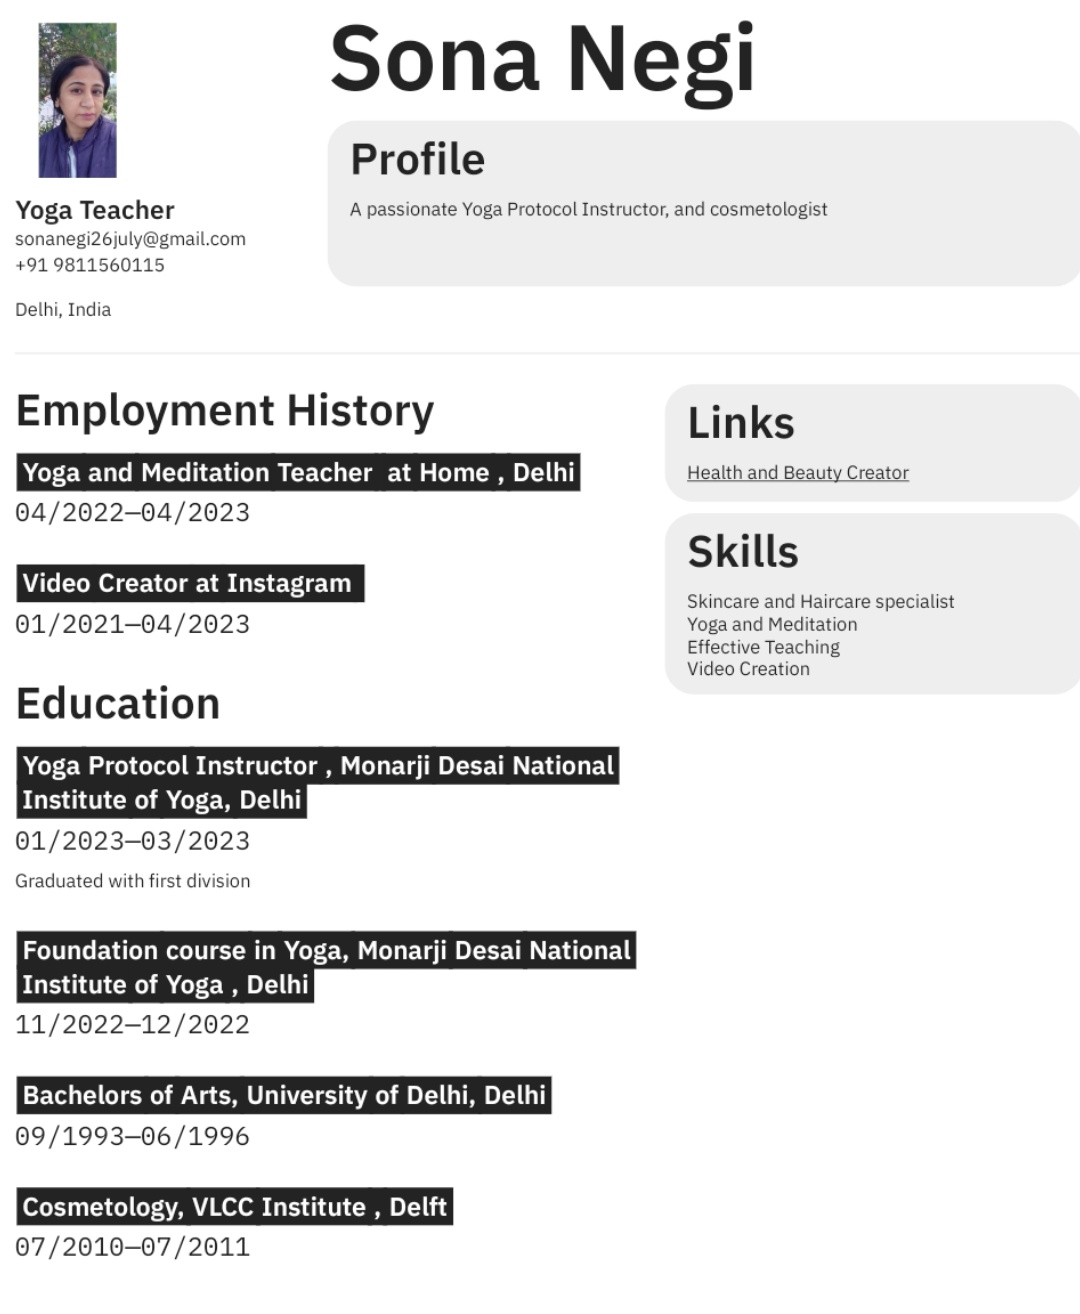 Sona Negi
Profile
A passionate Yoga Protocol Instructor, and cosmetologist
Yoga Teacher
sonanegi26july@gmail.com
+91 9811560115
Delhi, India
Employment History
Yoga and Meditation Teacher  at Home , Delhi
04/2022—04/2023
Video Creator at Instagram
01/2021—04/2023
Education
Yoga Protocol Instructor , Monarji Desai National
Institute of Yoga, Delhi
01/2023—03/2023
Graduated with first division
Foundation course in Yoga, Monarji Desai National
Institute of Yoga , Delhi
11/2022—12/2022
Bachelors of Arts, University of Delhi, Delhi
09/1993—06/1996
Cosmetology, VLCC Institute , Delft
07/2010—07/2011
Links
Health and Beauty Creator
Skills
Skincare and Haircare specialist
Yoga and Meditation
Effective Teaching
Video Creation